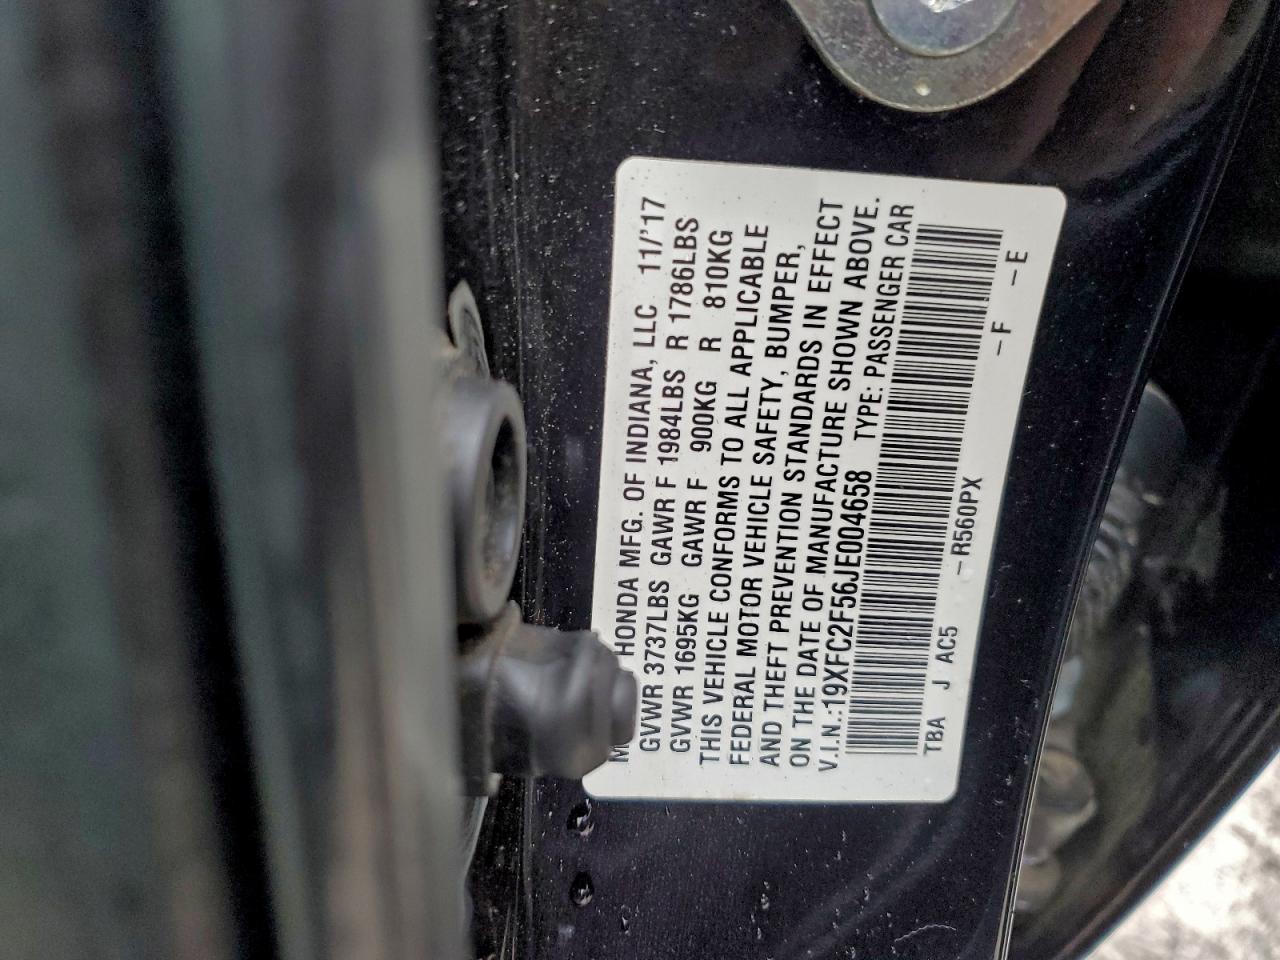 HONDA MFG. OF INDIANA, LLC 11/'17
GVWR 3737LBS GAWR F 1984LBS R 1786LBS
GVWR 1695KG GAWR F 900KG R 810KG
THIS VEHICLE CONFORMS TO ALL APPLICABLE
FEDERAL MOTOR VEHICLE SAFETY, BUMPER,
AND THEFT PREVENTION STANDARDS IN EFFECT
ON THE DATE OF MANUFACTURE SHOWN ABOVE.
V.I.N.:19XFC2F56JE004658 TYPE: PASSENGER CAR
TBA J AC5 -R560PX -F -E